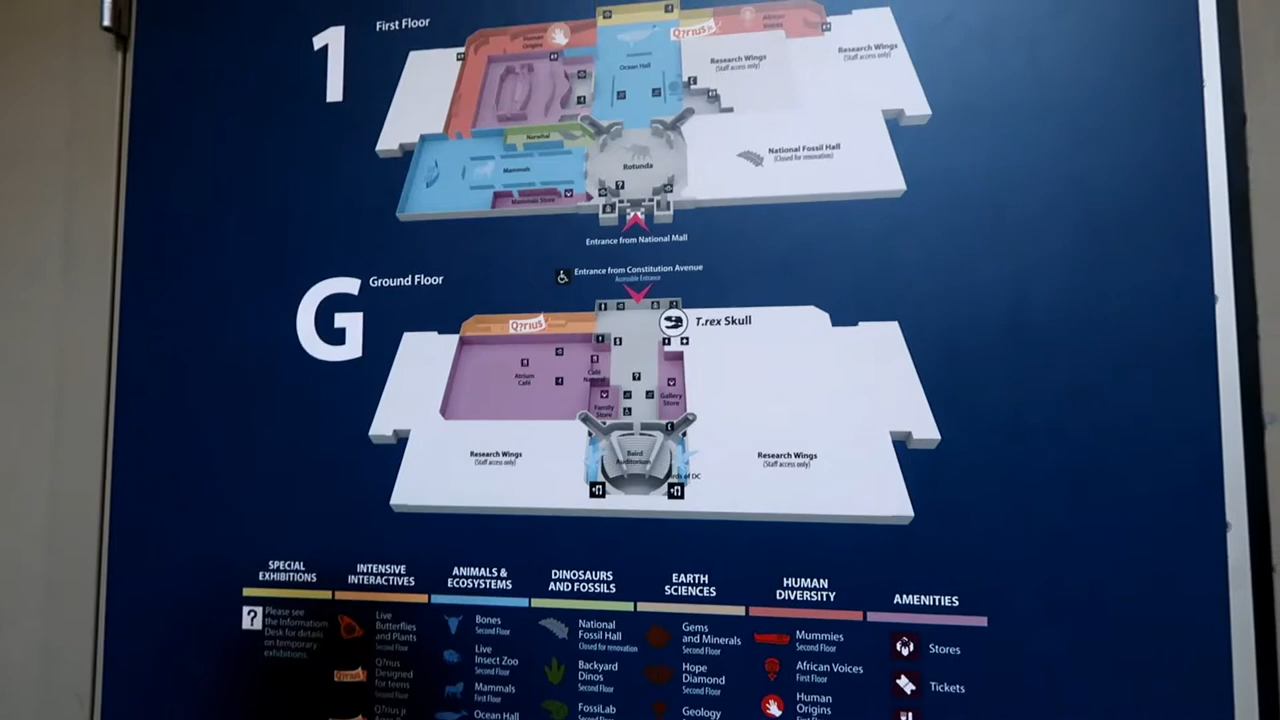 1
First Floor
Human
Origins
Q?rius jr.
African
Voices
Ocean Hall
Research Wings
(Staff access only)
Research Wings
(Staff access only)
Narwhal
Mammals
Mammals Store
Rotunda
National Fossil Hall
(Closed for renovation)
Entrance from National Mall
G
Ground Floor
Entrance from Constitution Avenue
Accessible Entrance
Q?rius
T.rex Skull
Atrium
Café
Café
Natural
Family
Store
Gallery
Store
Research Wings
(Staff access only)
Baird
Auditorium
of DC
Research Wings
(Staff access only)
SPECIAL
EXHIBITIONS
? Please see
the Information
Desk for details
on temporary
exhibitions.
INTENSIVE
INTERACTIVES
Live
Butterflies
and Plants
Second Floor
Q?rius
Q?rius
Designed
for teens
Q?rius jr
ANIMALS &
ECOSYSTEMS
Bones
Second Floor
Live
Insect Zoo
Second Floor
Mammals
First Floor
Ocean Hall
DINOSAURS
AND FOSSILS
National
Fossil Hall
Closed for renovation
Backyard
Dinos
Second Floor
FossiLab
EARTH
SCIENCES
Gems
and Minerals
Second Floor
Hope
Diamond
Second Floor
Geology
HUMAN
DIVERSITY
Mummies
Second Floor
African Voices
First Floor
Human
Origins
First Floor
AMENITIES
Stores
Tickets